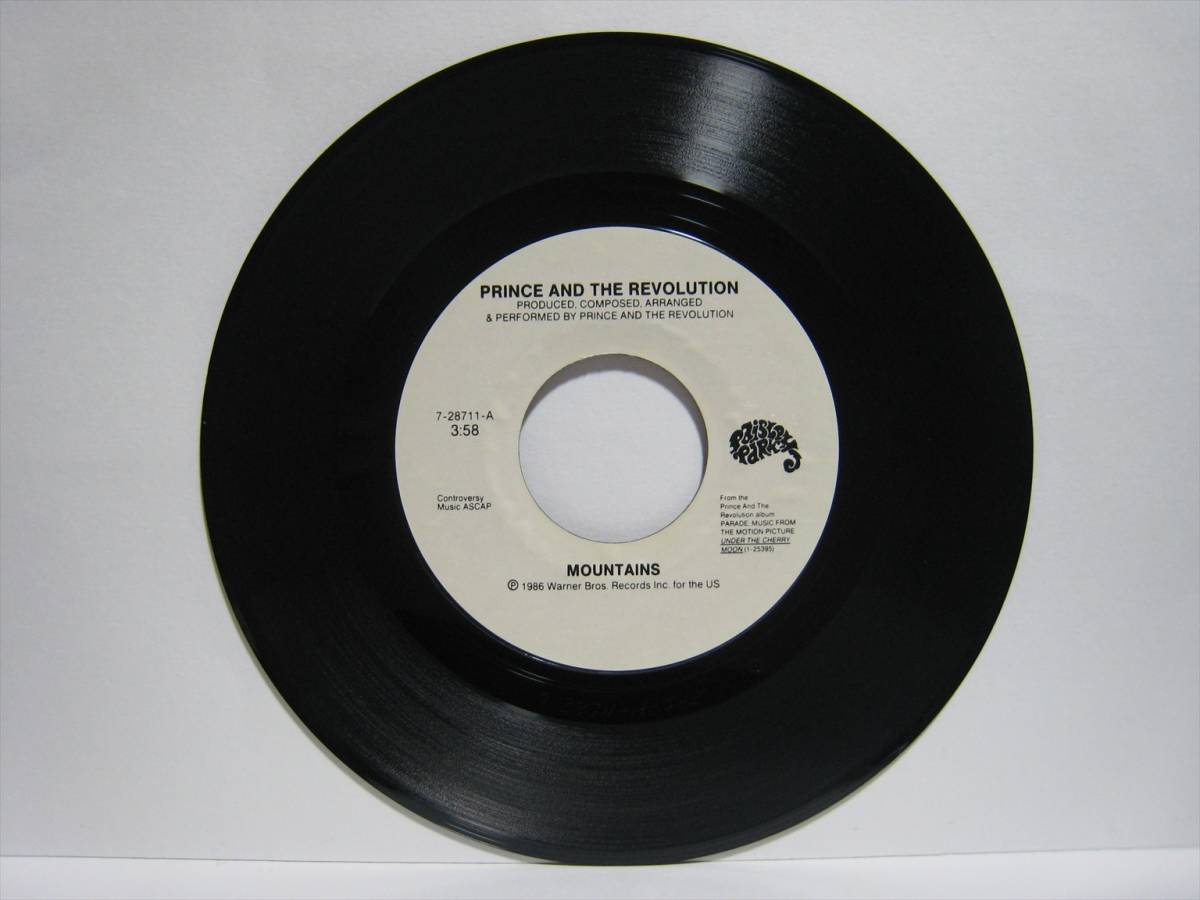 PRINCE AND THE REVOLUTION
PRODUCED, COMPOSED, ARRANGED
& PERFORMED BY PRINCE AND THE REVOLUTION
7-28711-A
3:58
PAISLEY
PARK
Controversy
Music ASCAP
From the
Prince And The
Revolution album
PARADE, MUSIC FROM
THE MOTION PICTURE
UNDER THE CHERRY
MOON (1-25395)
MOUNTAINS
℗ 1986 Warner Bros. Records Inc. for the US